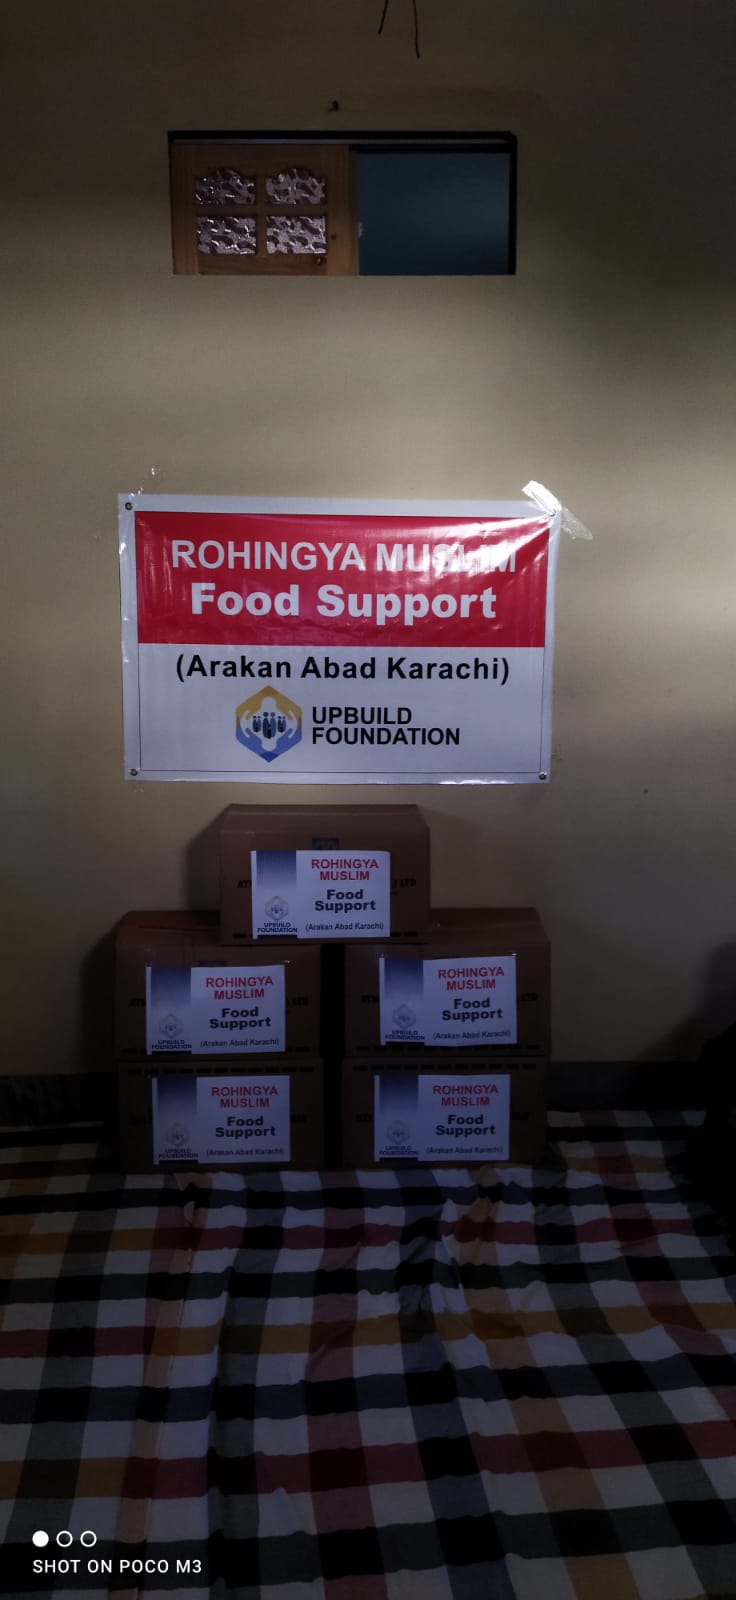 ROHINGYA MUSLIM
Food Support
(Arakan Abad Karachi)
UPBUILD
FOUNDATION
ROHINGYA
MUSLIM
Food
Support
UPBUILD
FOUNDATION
(Arakan Abad Karachi)
LTD
ROHINGYA
MUSLIM
Food
Support
UPBUILD
FOUNDATION
(Arakan Abad Karachi)
LTD
ROHINGYA
MUSLIM
Food
Support
UPBUILD
FOUNDATION
(Arakan Abad Karachi)
LTD
ROHINGYA
MUSLIM
Food
Support
UPBUILD
FOUNDATION
(Arakan Abad Karachi)
ROHINGYA
MUSLIM
Food
Support
UPBUILD
FOUNDATION
(Arakan Abad Karachi)
SHOT ON POCO M3